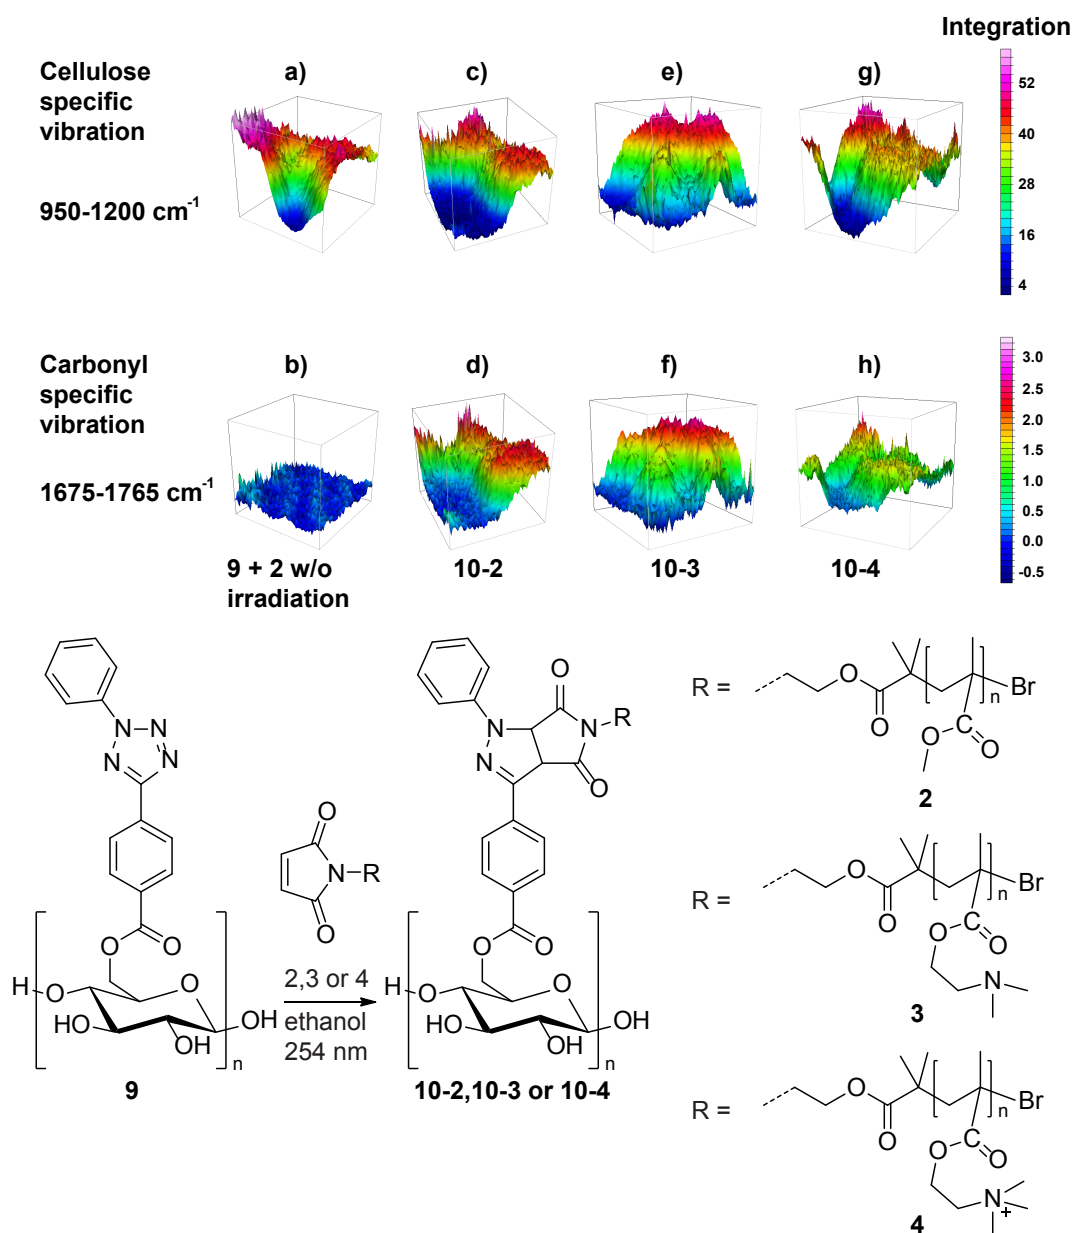 Integration
Cellulose
specific
vibration
950-1200 cm-1
a)
c)
e)
g)
52
40
28
16
4
Carbonyl
specific
vibration
1675-1765 cm-1
b)
d)
f)
h)
3.0
2.5
2.0
1.5
1.0
0.5
0.0
-0.5
9 + 2 w/o
irradiation
10-2
10-3
10-4
N N
N N
O
O
H O
O
HO
OH
OH
n
9
O
N R
O
2,3 or 4
ethanol
254 nm
O
R
N N
N
O
O
O
H O
O
HO
OH
OH
n
10-2,10-3 or 10-4
R =
O
O
n
Br
O
C
O
2
R =
O
O
n
Br
O
C
O
N
3
R =
O
O
n
Br
O
C
O
N
+
4